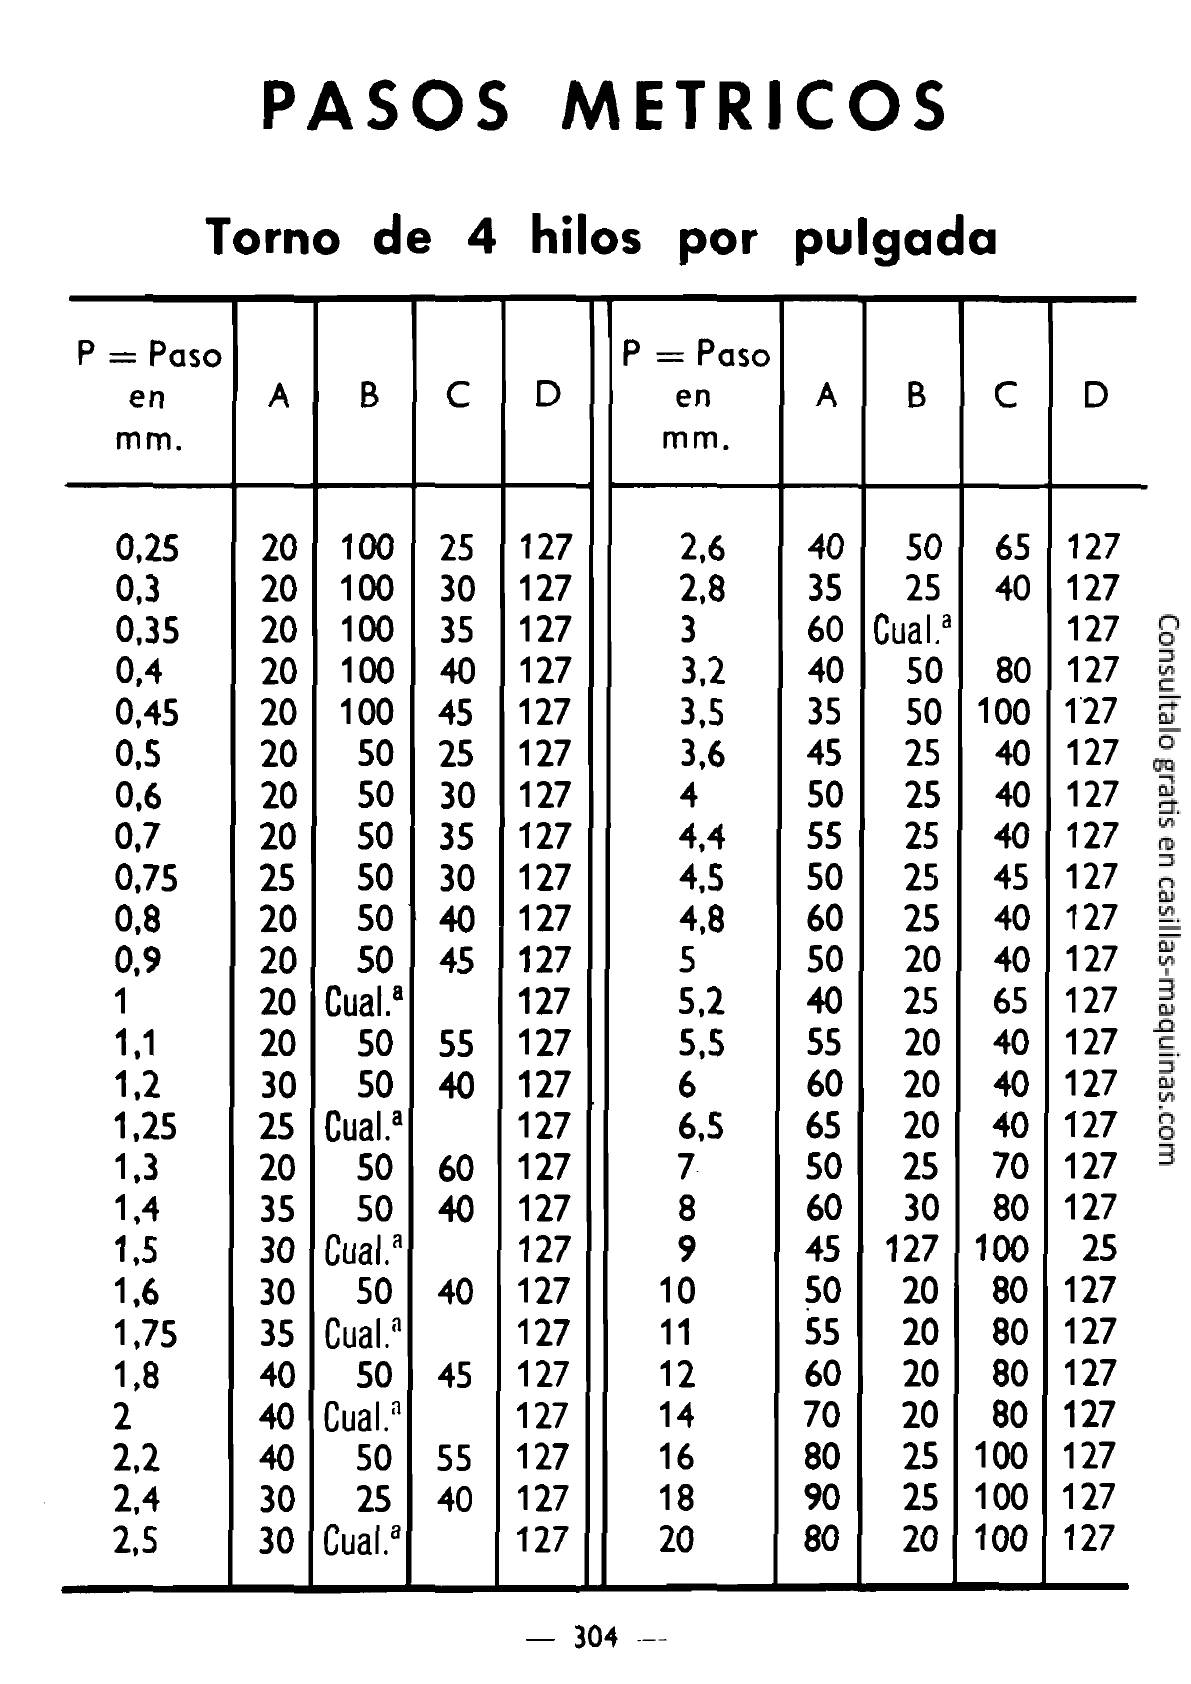 PASOS METRICOS
Torno de 4 hilos por pulgada
P = Paso en mm. A B C D P = Paso en mm. A B C D
0,25 20 100 25 127 2,6 40 50 65 127
0,3 20 100 30 127 2,8 35 25 40 127
0,35 20 100 35 127 3 60 Cual.ª 127
0,4 20 100 40 127 3,2 40 50 80 127
0,45 20 100 45 127 3,5 35 50 100 127
0,5 20 50 25 127 3,6 45 25 40 127
0,6 20 50 30 127 4 50 25 40 127
0,7 20 50 35 127 4,4 55 25 40 127
0,75 25 50 30 127 4,5 50 25 45 127
0,8 20 50 40 127 4,8 60 25 40 127
0,9 20 50 45 127 5 50 20 40 127
1 20 Cual.ª 127 5,2 40 25 65 127
1,1 20 50 55 127 5,5 55 20 40 127
1,2 30 50 40 127 6 60 20 40 127
1,25 25 Cual.ª 127 6,5 65 20 40 127
1,3 20 50 60 127 7 50 25 70 127
1,4 35 50 40 127 8 60 30 80 127
1,5 30 Cual.ª 127 9 45 127 100 25
1,6 30 50 40 127 10 50 20 80 127
1,75 35 Cual.ª 127 11 55 20 80 127
1,8 40 50 45 127 12 60 20 80 127
2 40 Cual.ª 127 14 70 20 80 127
2,2 40 50 55 127 16 80 25 100 127
2,4 30 25 40 127 18 90 25 100 127
2,5 30 Cual.ª 127 20 80 20 100 127
— 304 —
Consultalo gratis en casillas-maquinas.com